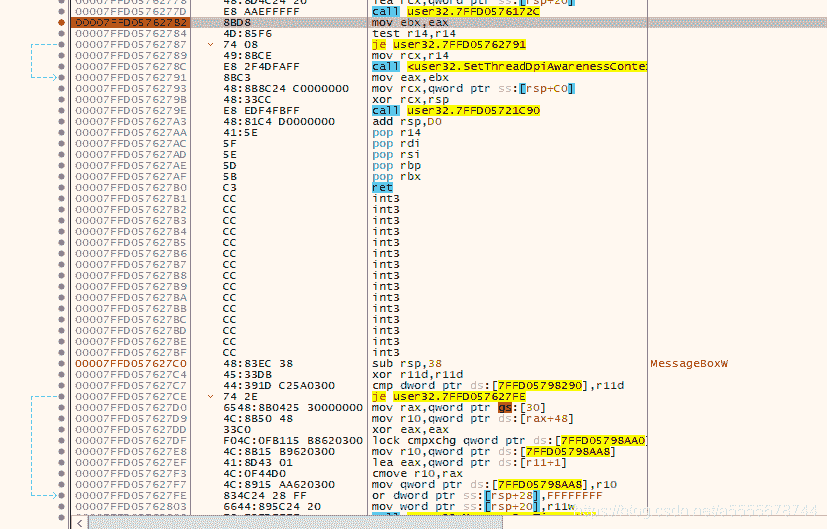 00007FFD05762778 48:8D4C24 20 lea rcx,qword ptr ss:[rsp+20]
00007FFD0576277D E8 AAEFFFFF call user32.7FFD0576172C
00007FFD05762782 8BD8 mov ebx,eax
00007FFD05762784 4D:85F6 test r14,r14
00007FFD05762787 74 08 je user32.7FFD05762791
00007FFD05762789 49:8BCE mov rcx,r14
00007FFD0576278C E8 2F4DFAFF call <user32.SetThreadDpiAwarenessConte
00007FFD05762791 8BC3 mov eax,ebx
00007FFD05762793 48:8B8C24 C0000000 mov rcx,qword ptr ss:[rsp+C0]
00007FFD0576279B 48:33CC xor rcx,rsp
00007FFD0576279E E8 EDF4FBFF call user32.7FFD05721C90
00007FFD057627A3 48:81C4 D0000000 add rsp,D0
00007FFD057627AA 41:5E pop r14
00007FFD057627AC 5F pop rdi
00007FFD057627AD 5E pop rsi
00007FFD057627AE 5D pop rbp
00007FFD057627AF 5B pop rbx
00007FFD057627B0 C3 ret
00007FFD057627B1 CC int3
00007FFD057627B2 CC int3
00007FFD057627B3 CC int3
00007FFD057627B4 CC int3
00007FFD057627B5 CC int3
00007FFD057627B6 CC int3
00007FFD057627B7 CC int3
00007FFD057627B8 CC int3
00007FFD057627B9 CC int3
00007FFD057627BA CC int3
00007FFD057627BB CC int3
00007FFD057627BC CC int3
00007FFD057627BD CC int3
00007FFD057627BE CC int3
00007FFD057627BF CC int3
00007FFD057627C0 48:83EC 38 sub rsp,38 MessageBoxW
00007FFD057627C4 45:33DB xor r11d,r11d
00007FFD057627C7 44:391D C25A0300 cmp dword ptr ds:[7FFD05798290],r11d
00007FFD057627CE 74 2E je user32.7FFD057627FE
00007FFD057627D0 6548:8B0425 30000000 mov rax,qword ptr gs:[30]
00007FFD057627D9 4C:8B50 48 mov r10,qword ptr ds:[rax+48]
00007FFD057627DD 33C0 xor eax,eax
00007FFD057627DF F04C:0FB115 B8620300 lock cmpxchg qword ptr ds:[7FFD05798AA0]
00007FFD057627E8 4C:8B15 B9620300 mov r10,qword ptr ds:[7FFD05798AA8]
00007FFD057627EF 41:8D43 01 lea eax,qword ptr ds:[r11+1]
00007FFD057627F3 4C:0F44D0 cmove r10,rax
00007FFD057627F7 4C:8915 AA620300 mov qword ptr ds:[7FFD05798AA8],r10
00007FFD057627FE 834C24 28 FF or dword ptr ss:[rsp+28],FFFFFFFF
00007FFD05762803 6644:895C24 20 mov word ptr ss:[rsp+20],r11w